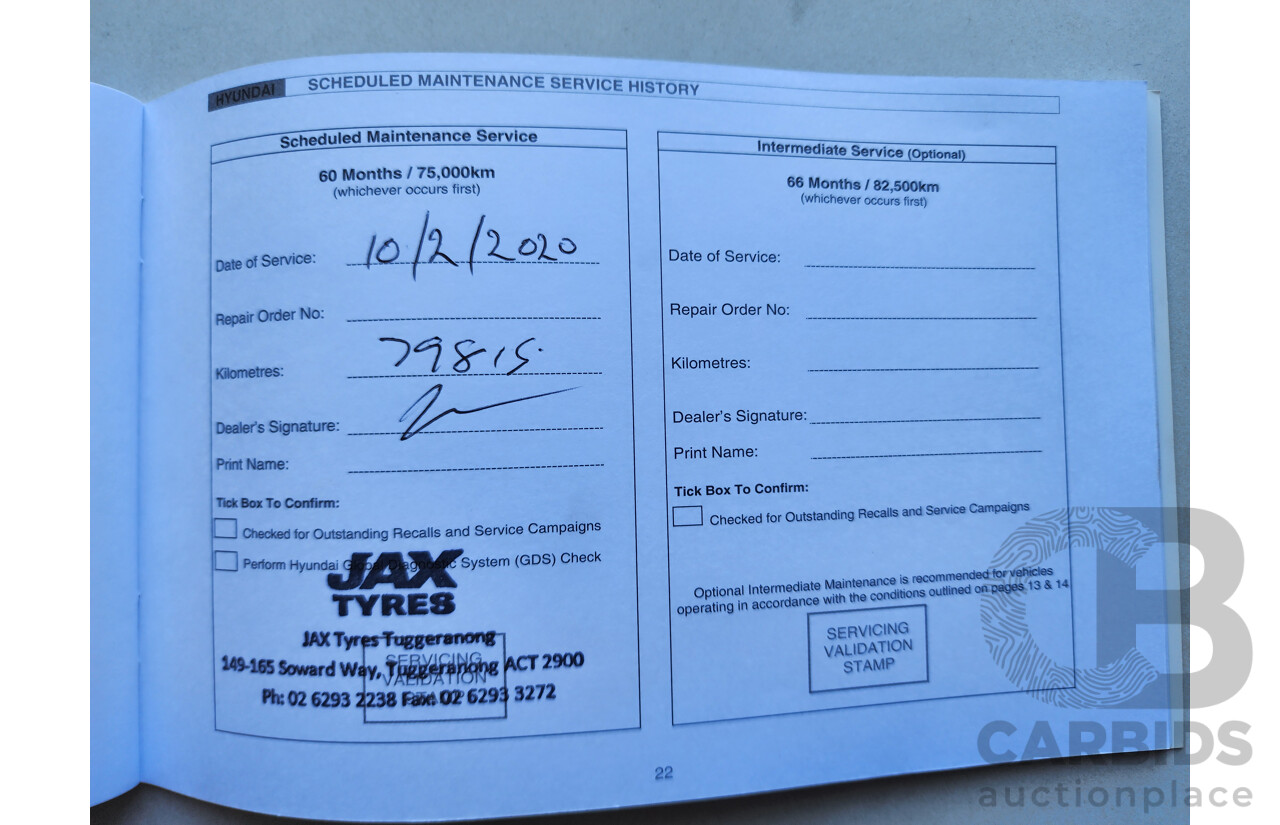 HYUNDAI SCHEDULED MAINTENANCE SERVICE HISTORY
Scheduled Maintenance Service
60 Months / 75,000km
(whichever occurs first)
Date of Service: 10/2/2020
Repair Order No:
Kilometres: 79815.
Dealer's Signature:
Print Name:
Tick Box To Confirm:
Checked for Outstanding Recalls and Service Campaigns
Perform Hyundai Global Diagnostic System (GDS) Check
JAX
TYRES
JAX Tyres Tuggeranong
149-165 Soward Way, Tuggeranong ACT 2900
Ph: 02 6293 2238 Fax: 02 6293 3272
SERVICING
VALIDATION
Intermediate Service (Optional)
66 Months / 82,500km
(whichever occurs first)
Date of Service:
Repair Order No:
Kilometres:
Dealer's Signature:
Print Name:
Tick Box To Confirm:
Checked for Outstanding Recalls and Service Campaigns
Optional Intermediate Maintenance is recommended for vehicles
operating in accordance with the conditions outlined on pages 13 & 14
SERVICING
VALIDATION
STAMP
22
CARBIDS
auctionplace